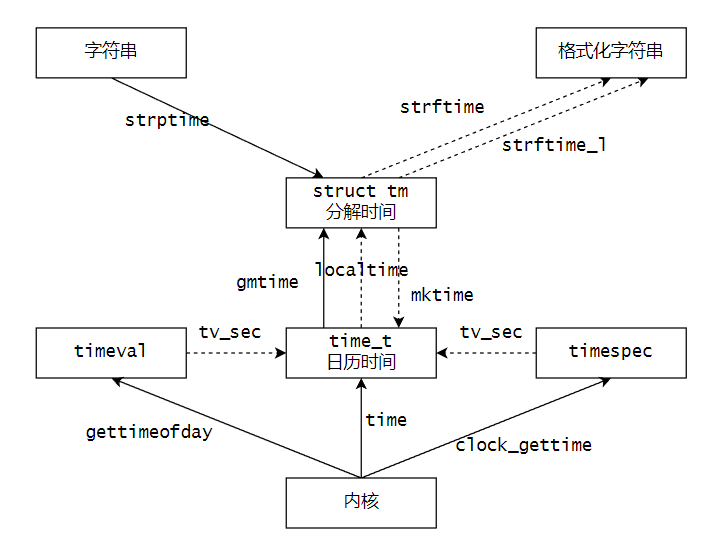 字符串
格式化字符串
strptime
strftime
strftime_l
struct tm
分解时间
gmtime
localtime
mktime
timeval
tv_sec
time_t
日历时间
tv_sec
timespec
gettimeofday
time
clock_gettime
内核